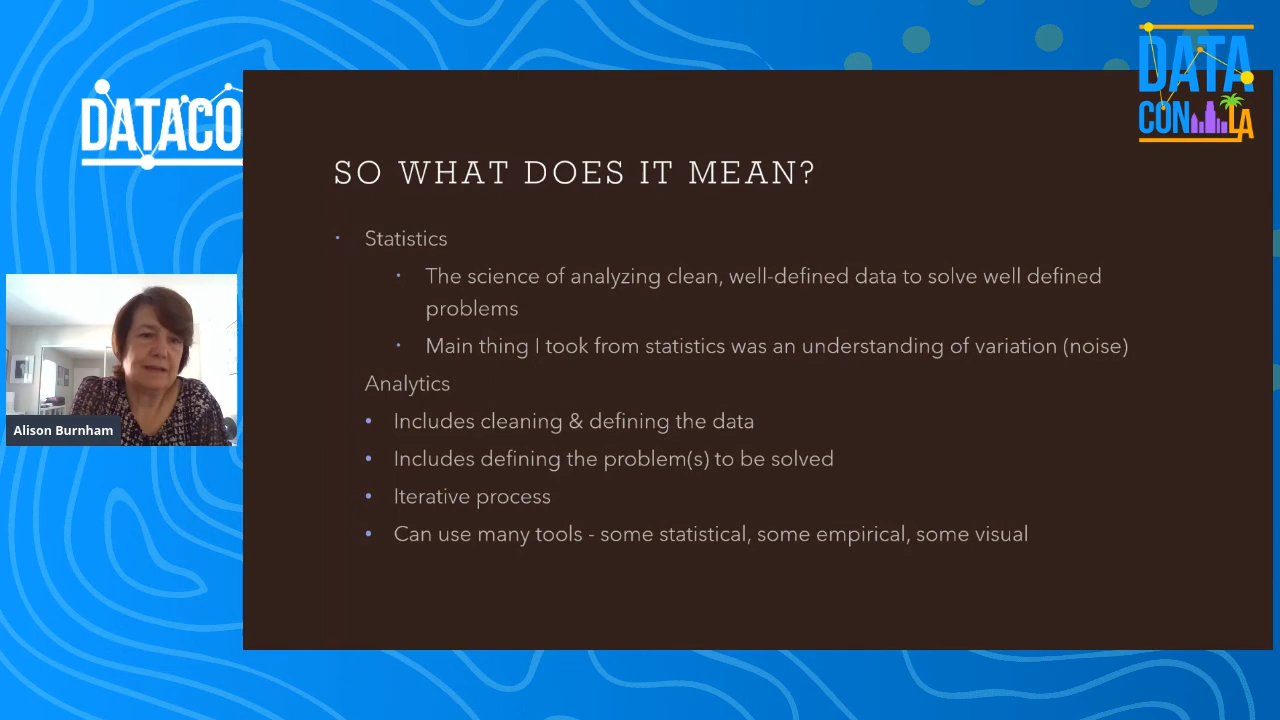 DATA
CON LA
DATACO
SO WHAT DOES IT MEAN?
Statistics
The science of analyzing clean, well-defined data to solve well defined
problems
Main thing I took from statistics was an understanding of variation (noise)
Analytics
Includes cleaning & defining the data
Includes defining the problem(s) to be solved
Iterative process
Can use many tools - some statistical, some empirical, some visual
Alison Burnham